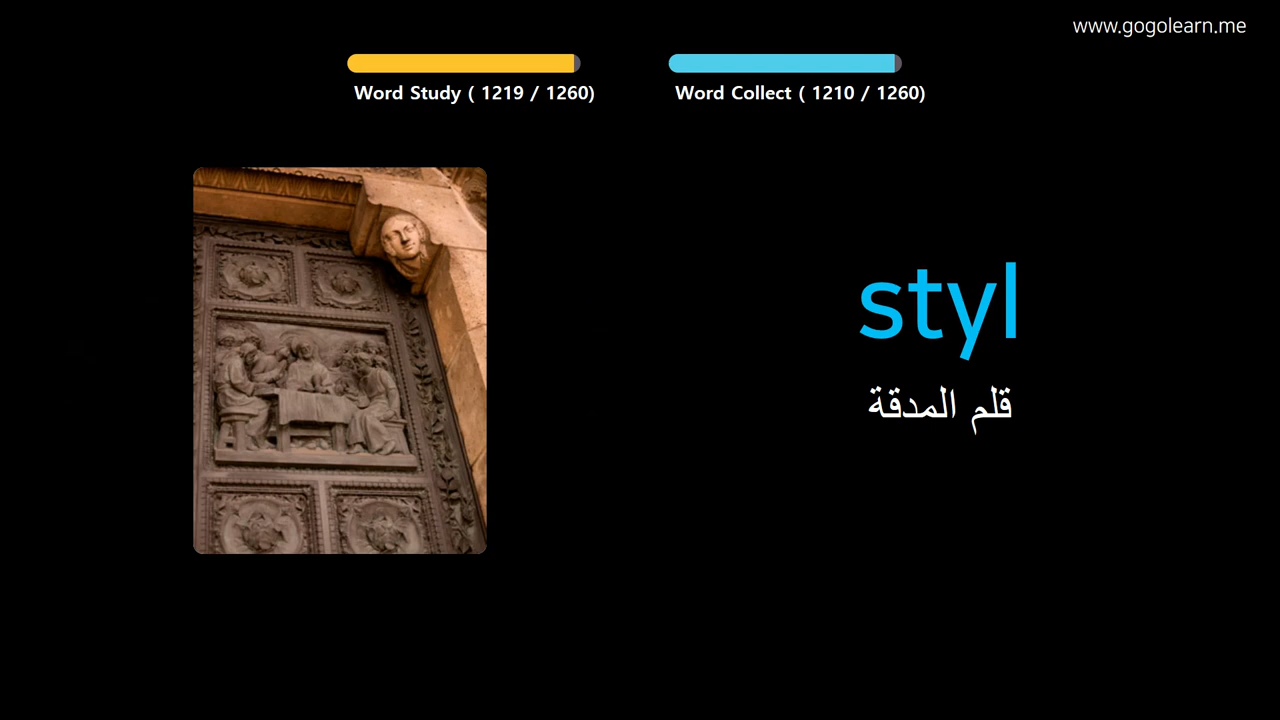 www.gogolearn.me
Word Study ( 1219 / 1260)
Word Collect ( 1210 / 1260)
styl
قلم المدقة